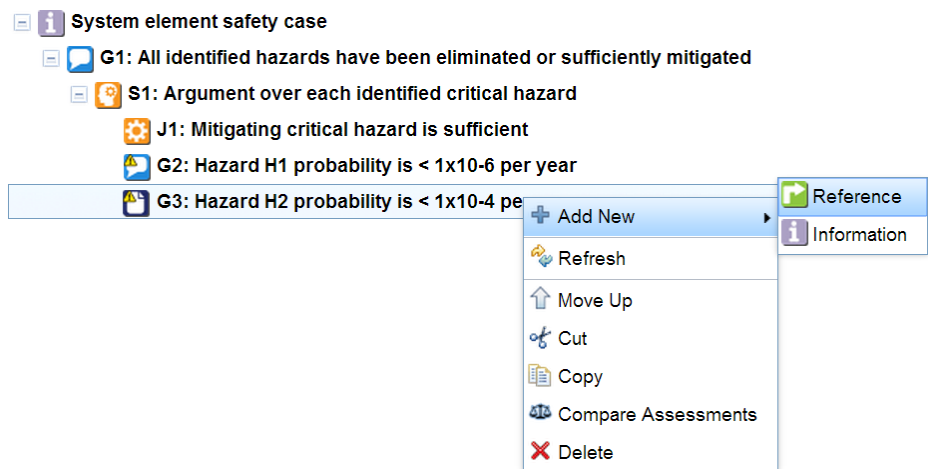 System element safety case
G1: All identified hazards have been eliminated or sufficiently mitigated
S1: Argument over each identified critical hazard
J1: Mitigating critical hazard is sufficient
G2: Hazard H1 probability is < 1x10-6 per year
G3: Hazard H2 probability is < 1x10-4 pe
Add New
Reference
Information
Refresh
Move Up
Cut
Copy
Compare Assessments
Delete